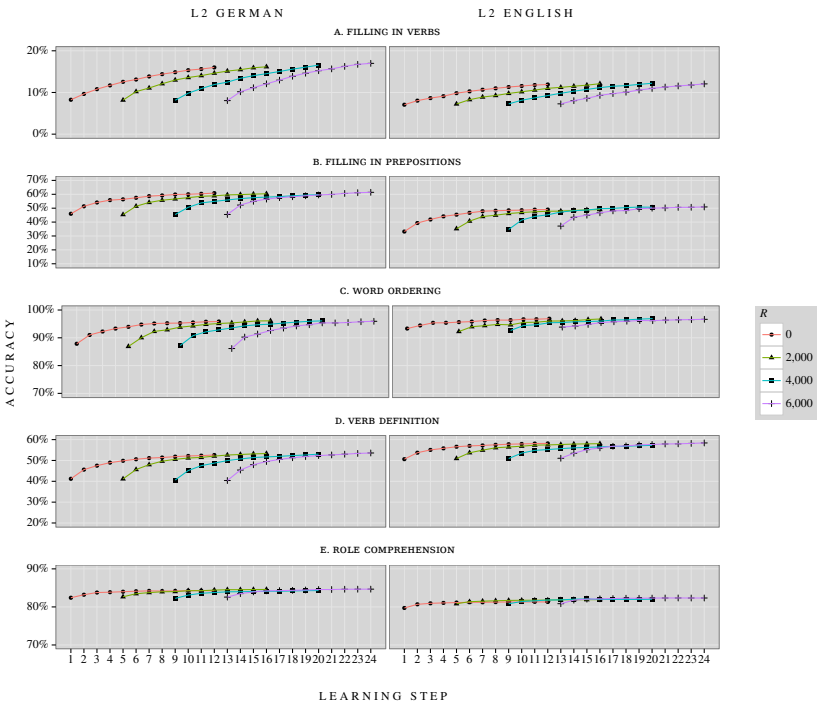 L2 GERMAN L2 ENGLISH
A. FILLING IN VERBS
20%
10%
0%
B. FILLING IN PREPOSITIONS
70%
60%
50%
40%
30%
20%
10%
C. WORD ORDERING
100%
90%
80%
70%
D. VERB DEFINITION
60%
50%
40%
30%
20%
E. ROLE COMPREHENSION
90%
80%
70%
1 2 3 4 5 6 7 8 9 10 11 12 13 14 15 16 17 18 19 20 21 22 23 24 1 2 3 4 5 6 7 8 9 10 11 12 13 14 15 16 17 18 19 20 21 22 23 24
LEARNING STEP
ACCURACY
R
0
2,000
4,000
6,000